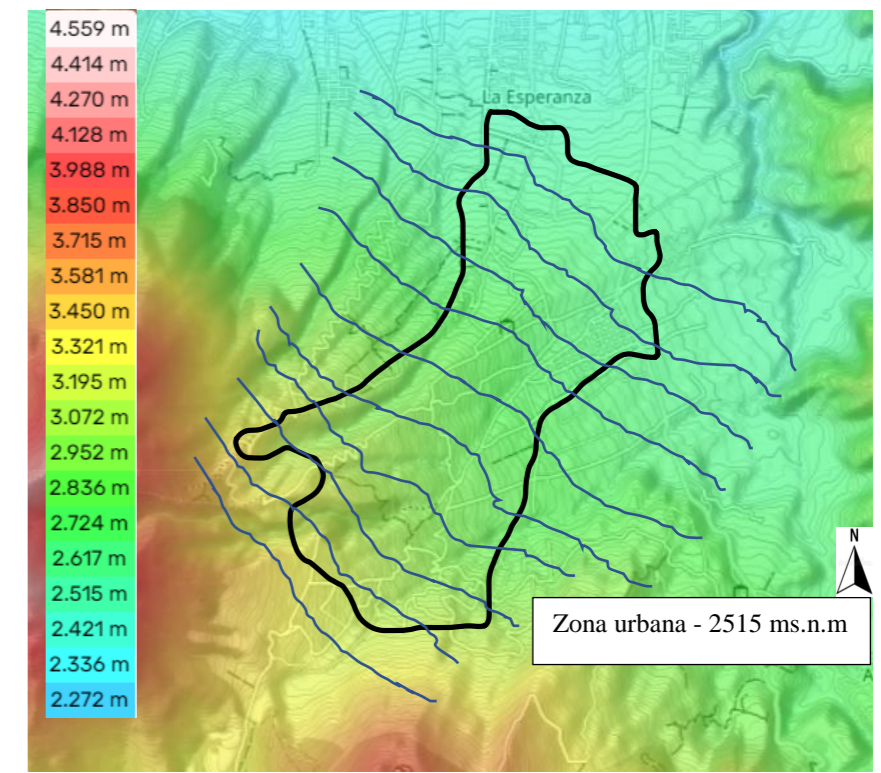 4.559 m
4.414 m
4.270 m
4.128 m
3.988 m
3.850 m
3.715 m
3.581 m
3.450 m
3.321 m
3.195 m
3.072 m
2.952 m
2.836 m
2.724 m
2.617 m
2.515 m
2.421 m
2.336 m
2.272 m
La Esperanza
N
Zona urbana - 2515 ms.n.m